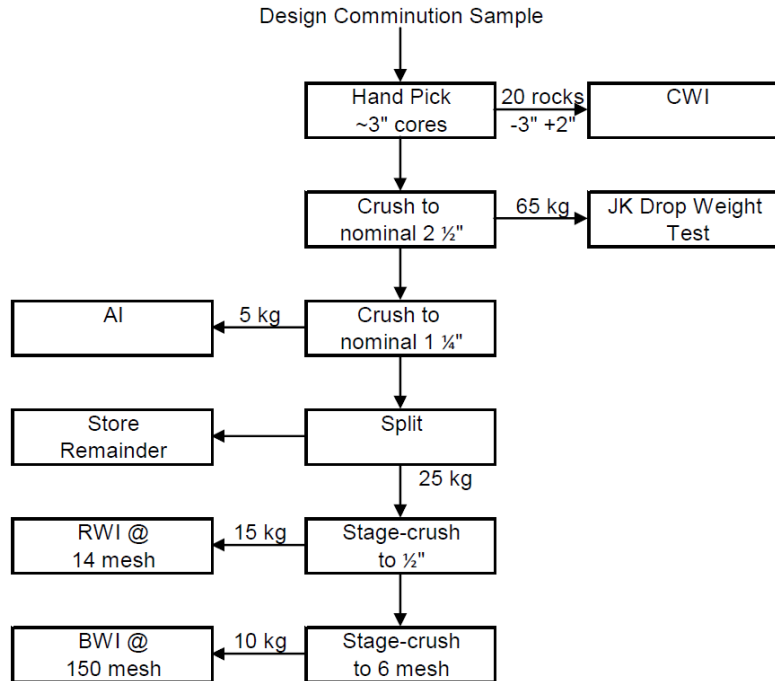 Design Comminution Sample
Hand Pick
~3" cores
20 rocks
-3" +2"
CWI
Crush to
nominal 2 ½"
65 kg
JK Drop Weight
Test
AI
5 kg
Crush to
nominal 1 ¼"
Store
Remainder
Split
25 kg
RWI @
14 mesh
15 kg
Stage-crush
to ½"
BWI @
150 mesh
10 kg
Stage-crush
to 6 mesh